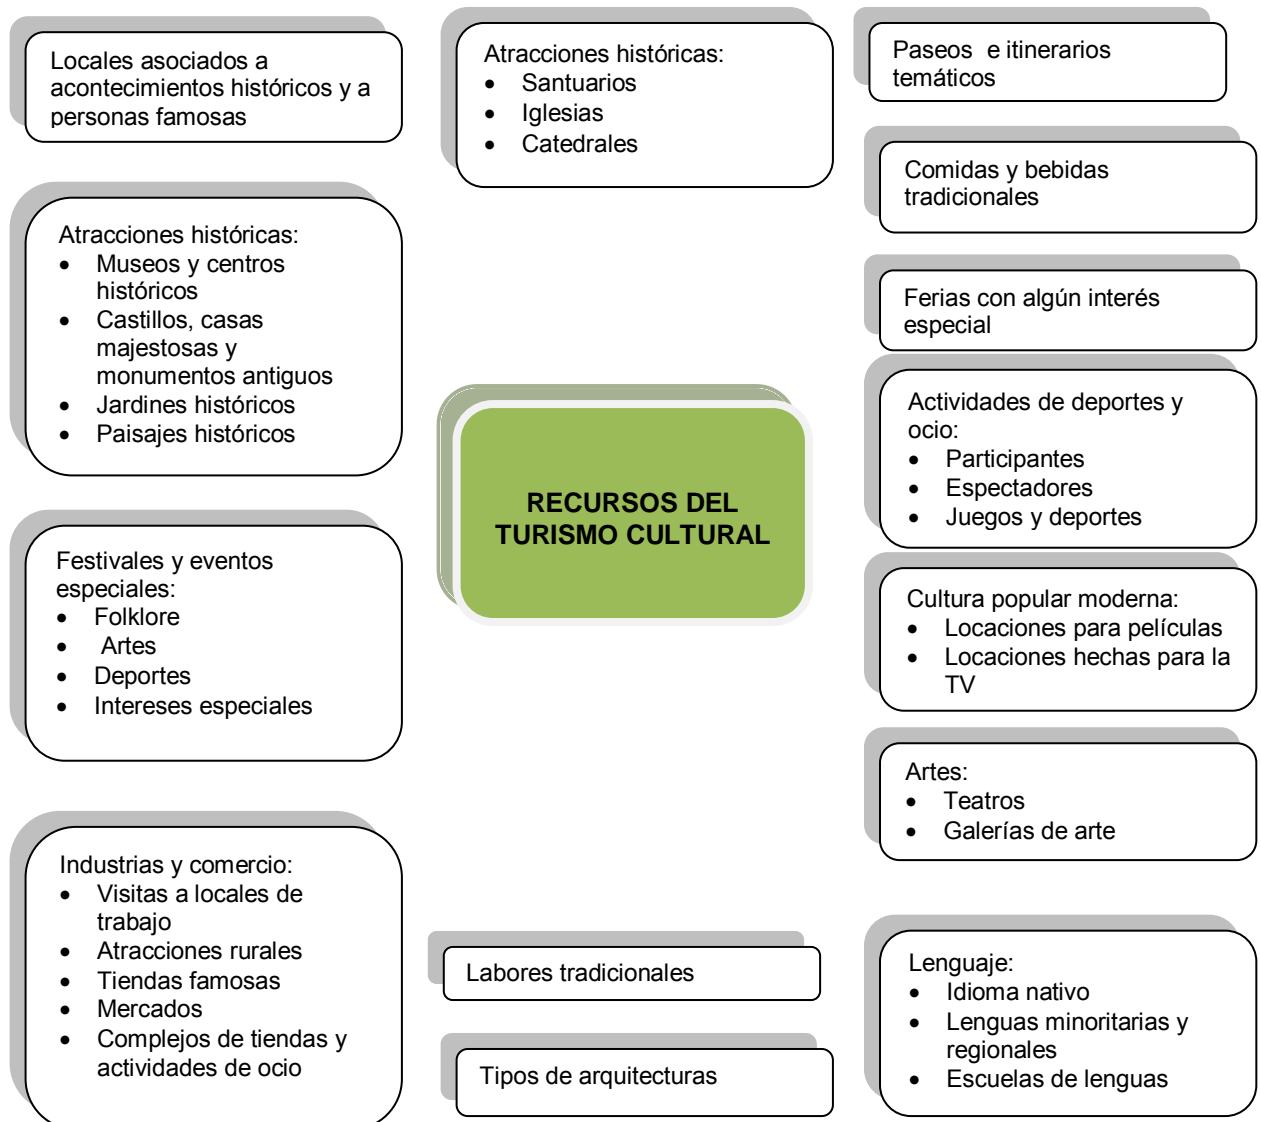 Locales asociados a
acontecimientos históricos y a
personas famosas
Atracciones históricas:
• Museos y centros
históricos
• Castillos, casas
majestosas y
monumentos antiguos
• Jardines históricos
• Paisajes históricos
Festivales y eventos
especiales:
• Folklore
• Artes
• Deportes
• Intereses especiales
Industrias y comercio:
• Visitas a locales de
trabajo
• Atracciones rurales
• Tiendas famosas
• Mercados
• Complejos de tiendas y
actividades de ocio
Atracciones históricas:
• Santuarios
• Iglesias
• Catedrales
RECURSOS DEL
TURISMO CULTURAL
Labores tradicionales
Tipos de arquitecturas
Paseos e itinerarios
temáticos
Comidas y bebidas
tradicionales
Ferias con algún interés
especial
Actividades de deportes y
ocio:
• Participantes
• Espectadores
• Juegos y deportes
Cultura popular moderna:
• Locaciones para películas
• Locaciones hechas para la
TV
Artes:
• Teatros
• Galerías de arte
Lenguaje:
• Idioma nativo
• Lenguas minoritarias y
regionales
• Escuelas de lenguas